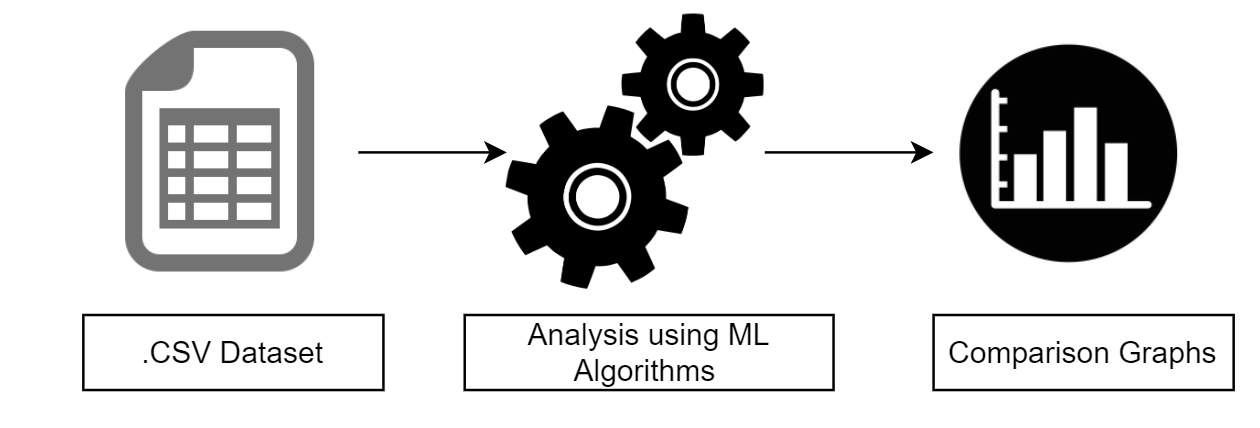 .CSV Dataset
Analysis using ML
Algorithms
Comparison Graphs